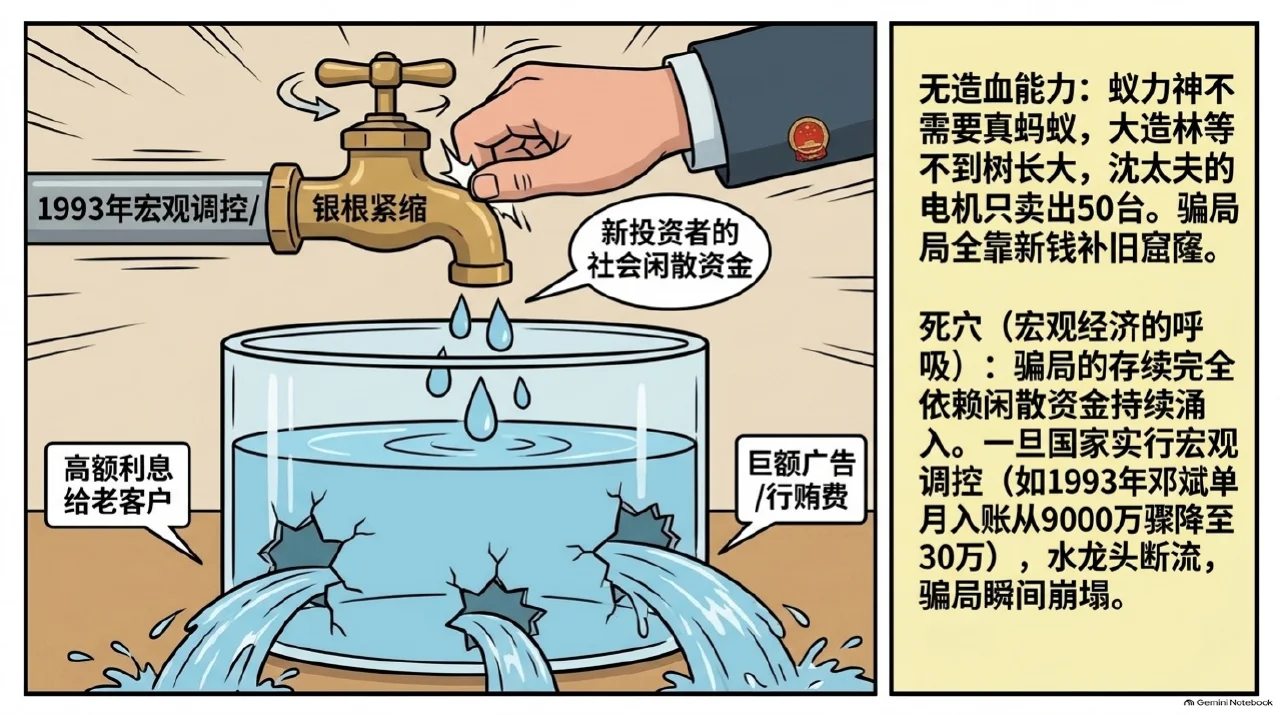 1993年宏观调控/
银根紧缩
新投资者的
社会闲散资金
高额利息
给老客户
巨额广告
/行贿费
无造血能力：蚁力神不
需要真蚂蚁，大造林等
不到树长大，沈太夫的
电机只卖出50台。骗局
局全靠新钱补旧窟窿。
死穴（宏观经济的呼
吸）：骗局的存续完全
依赖闲散资金持续涌
入。一旦国家实行宏观
调控（如1993年邓斌单
月入账从9000万骤降至
30万），水龙头断流，
骗局瞬间崩塌。
Gemini Notebook